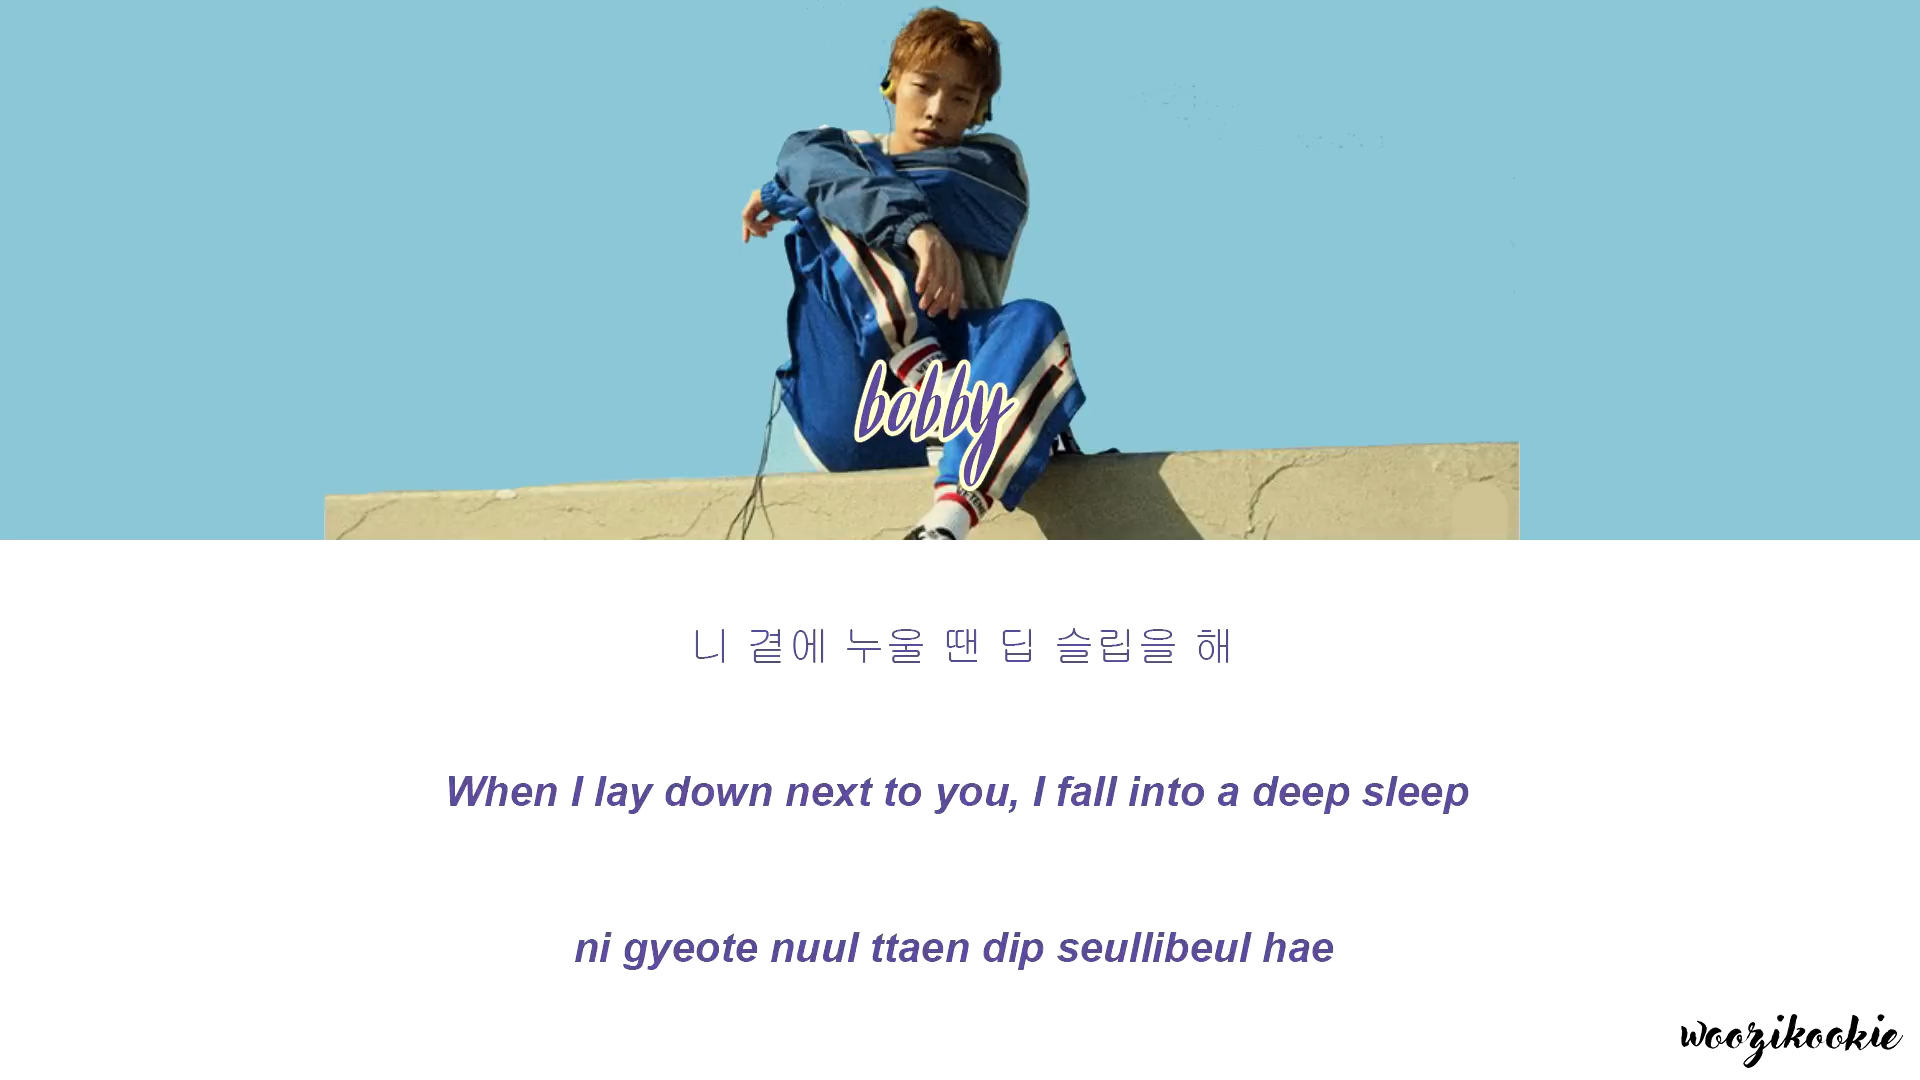 bobby
니 곁에 누울 땐 딥 슬립을 해
When I lay down next to you, I fall into a deep sleep
ni gyeote nuul ttaen dip seullibeul hae
woozikookie